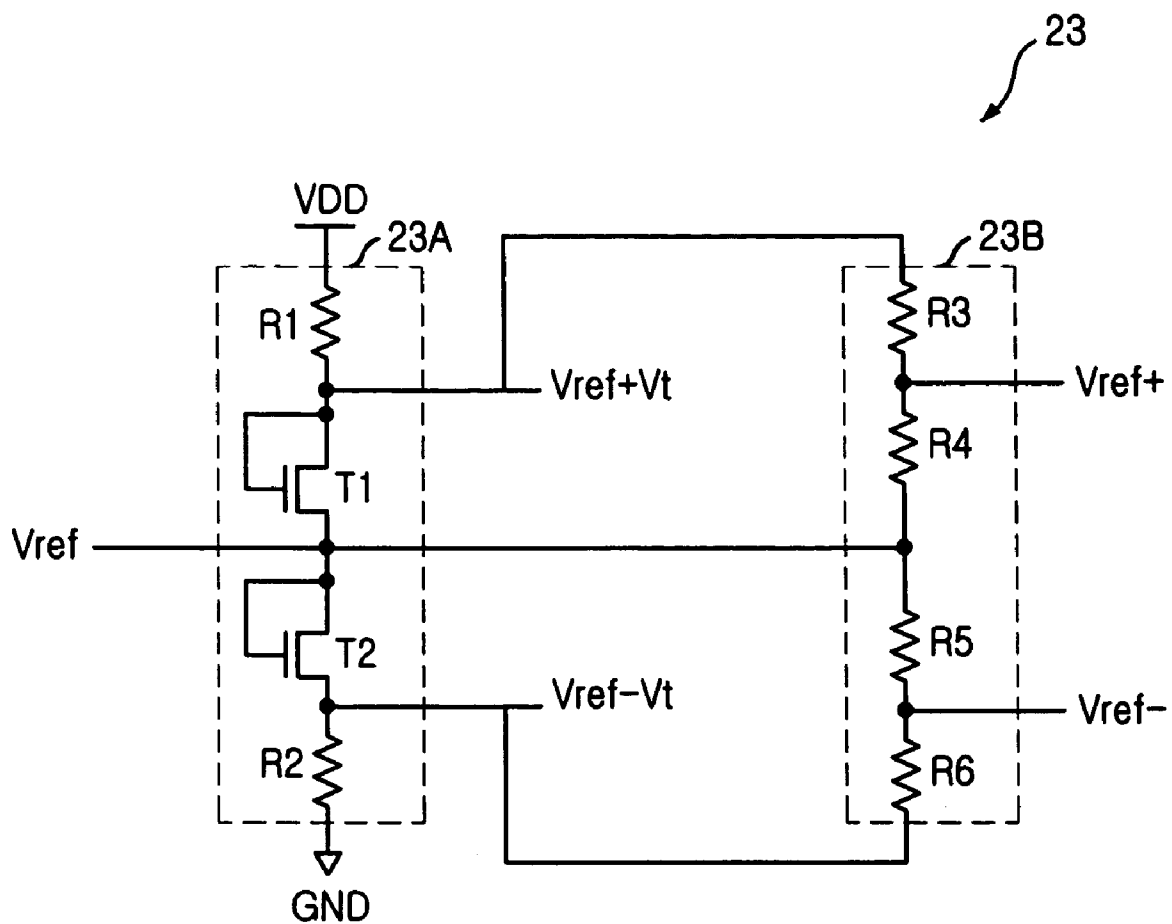 23
VDD
23A
23B
R1
R3
Vref+Vt
Vref+
R4
T1
Vref
T2
R5
Vref-Vt
Vref-
R2
R6
GND